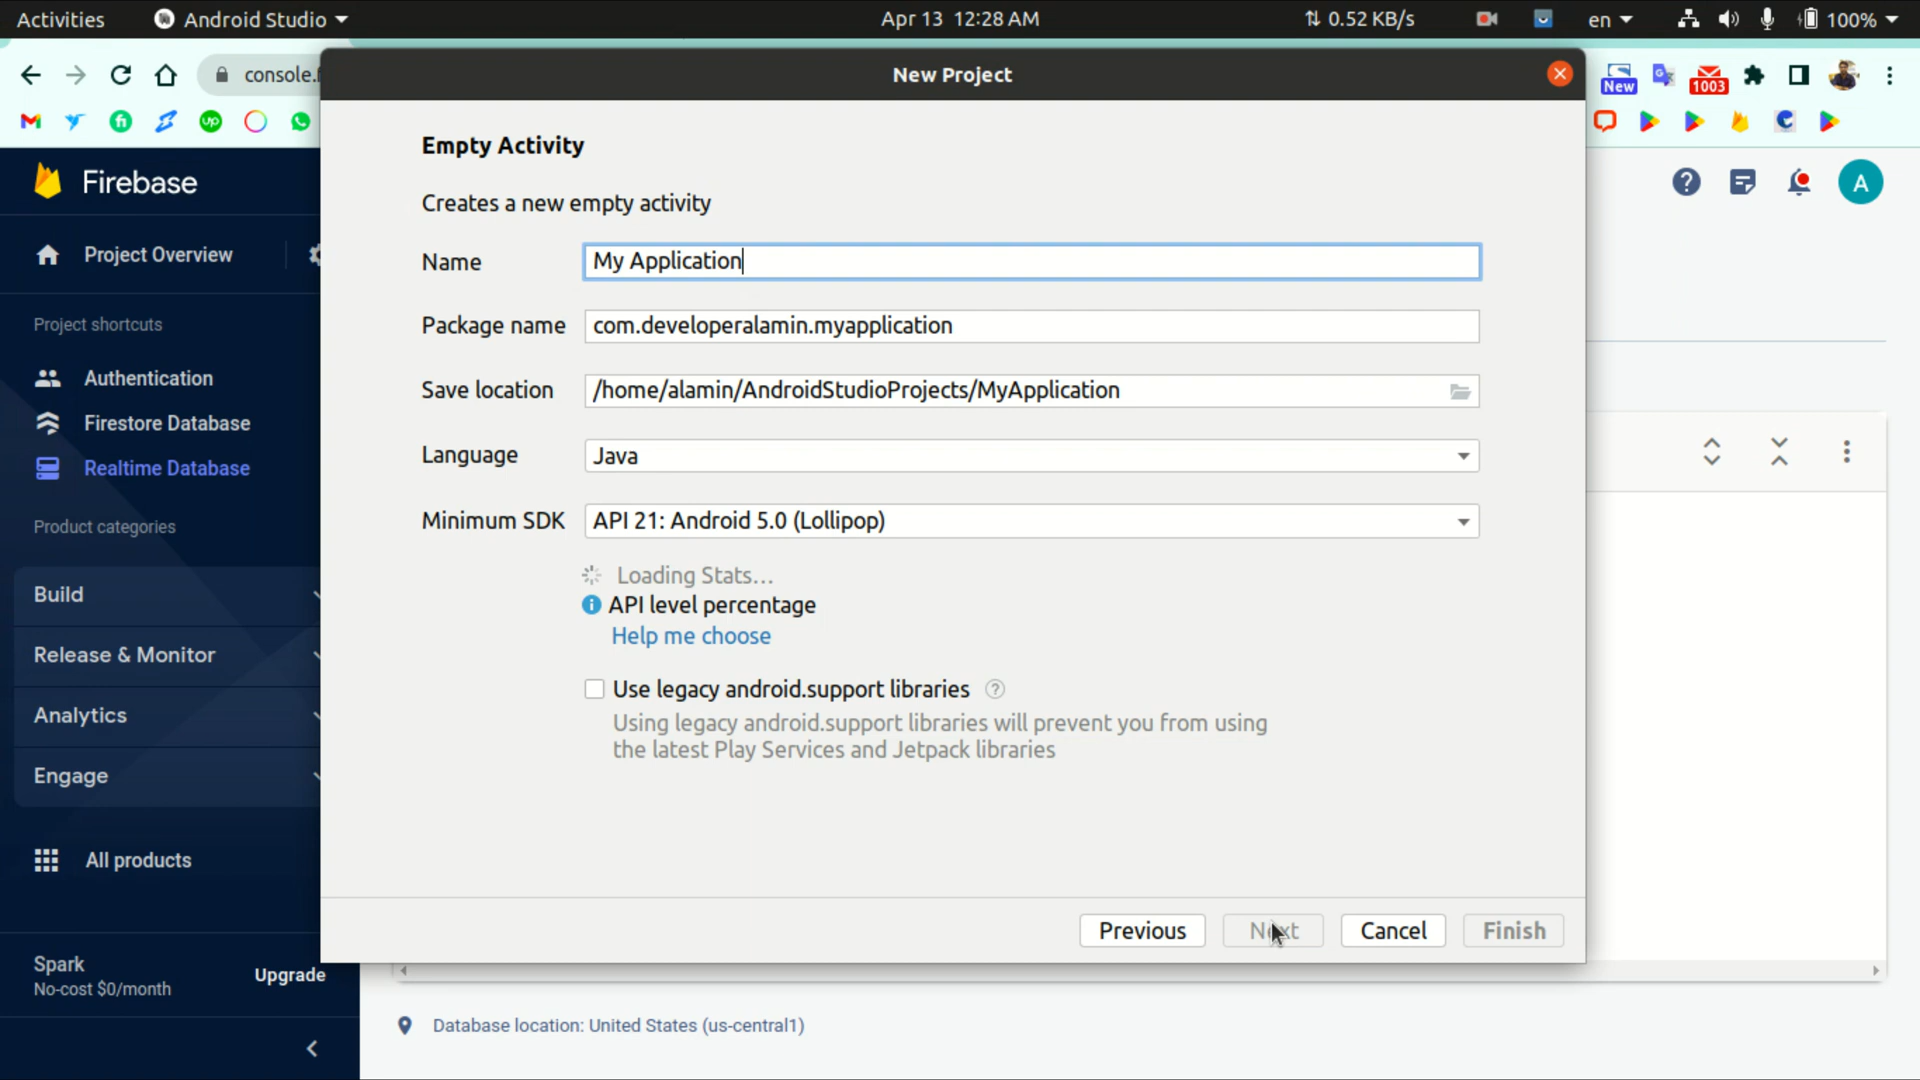 Activities
Android Studio
Apr 13 12:28 AM
0.52 KB/s
en
100%
console.f
New Project
New
1003
up
Firebase
A
Empty Activity
Creates a new empty activity
Project Overview
Name
My Application
Project shortcuts
Package name
com.developeralamin.myapplication
Authentication
Save location
/home/alamin/AndroidStudioProjects/MyApplication
Firestore Database
Language
Java
Realtime Database
Minimum SDK
API 21: Android 5.0 (Lollipop)
Product categories
Loading Stats...
Build
API level percentage
Help me choose
Release & Monitor
Use legacy android.support libraries
Using legacy android.support libraries will prevent you from using
the latest Play Services and Jetpack libraries
Analytics
Engage
All products
Previous
Next
Cancel
Finish
Spark
No-cost $0/month
Upgrade
Database location: United States (us-central1)